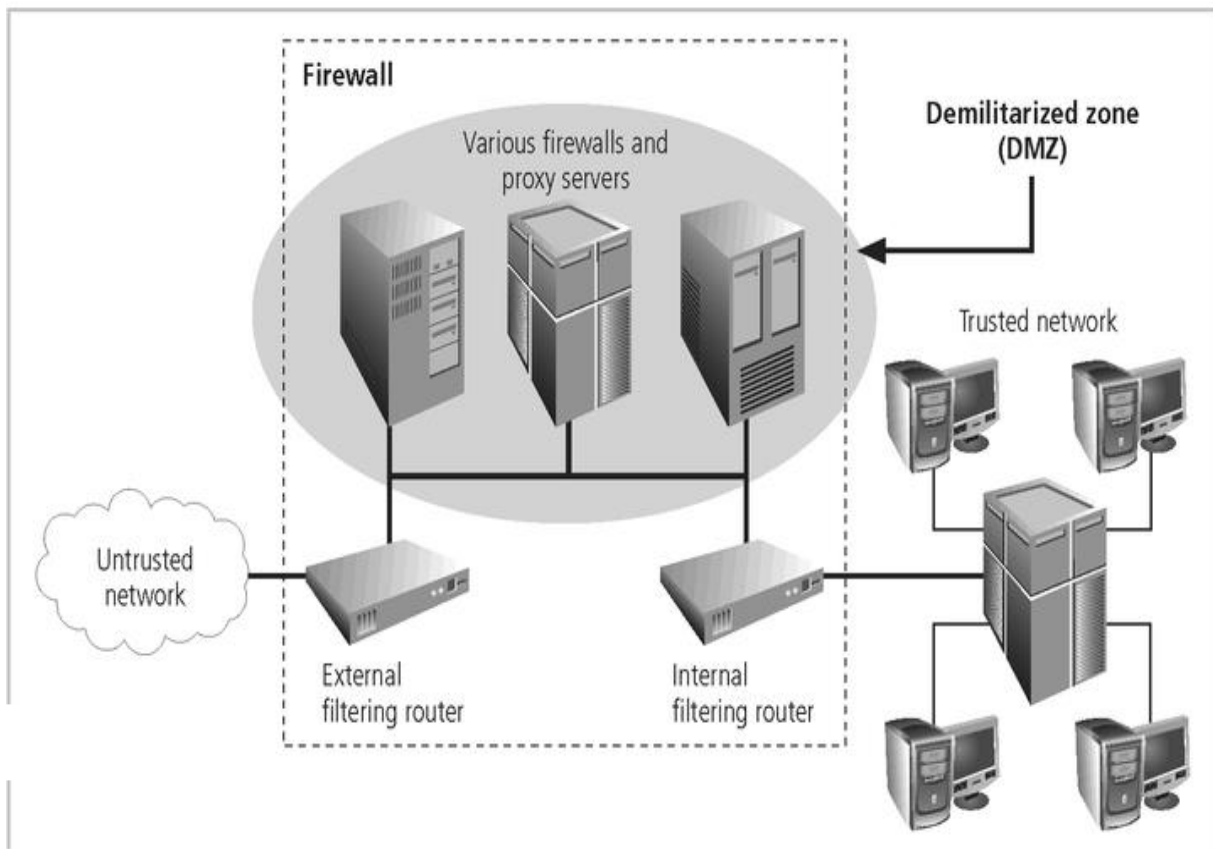 Firewall
Various firewalls and
proxy servers
Demilitarized zone
(DMZ)
Trusted network
Untrusted
network
External
filtering router
Internal
filtering router